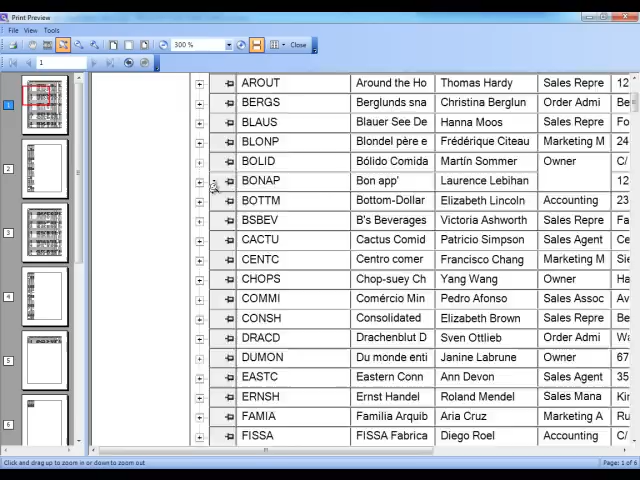 Print Preview
File View Tools
300 % Close
1
1
2
3
4
5
6
AROUT Around the Ho Thomas Hardy Sales Repre 12
BERGS Berglunds sna Christina Berglun Order Admi Be
BLAUS Blauer See De Hanna Moos Sales Repre Fo
BLONP Blondel père e Frédérique Citeau Marketing M 24
BOLID Bólido Comida Martín Sommer Owner C/
BONAP Bon app' Laurence Lebihan 12
BOTTM Bottom-Dollar Elizabeth Lincoln Accounting 23
BSBEV B's Beverages Victoria Ashworth Sales Repre Fa
CACTU Cactus Comid Patricio Simpson Sales Agent Ce
CENTC Centro comer Francisco Chang Marketing M Si
CHOPS Chop-suey Ch Yang Wang Owner Ha
COMMI Comércio Min Pedro Afonso Sales Assoc Av
CONSH Consolidated Elizabeth Brown Sales Repre Be
DRACD Drachenblut D Sven Ottlieb Order Admi Wa
DUMON Du monde enti Janine Labrune Owner 67
EASTC Eastern Conn Ann Devon Sales Agent 35
ERNSH Ernst Handel Roland Mendel Sales Mana Ki
FAMIA Familia Arquib Aria Cruz Marketing A Ru
FISSA FISSA Fabrica Diego Roel Accounting C/
Click and drag up to zoom in or down to zoom out Page: 1 of 6